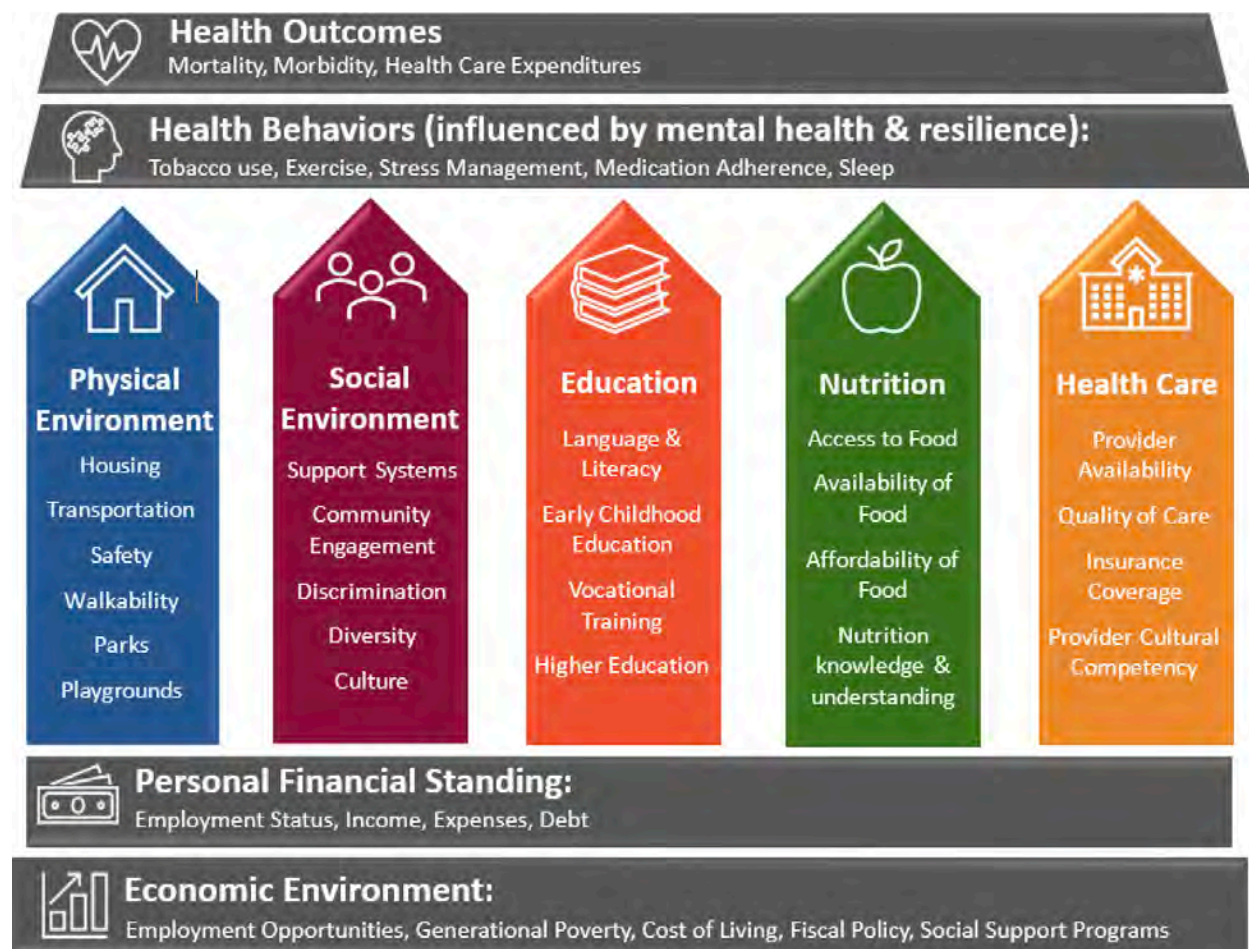 Health Outcomes
Mortality, Morbidity, Health Care Expenditures
Health Behaviors (influenced by mental health & resilience):
Tobacco use, Exercise, Stress Management, Medication Adherence, Sleep
Physical
Environment
Housing
Transportation
Safety
Walkability
Parks
Playgrounds
Social
Environment
Support Systems
Community
Engagement
Discrimination
Diversity
Culture
Education
Language &
Literacy
Early Childhood
Education
Vocational
Training
Higher Education
Nutrition
Access to Food
Availability of
Food
Affordability of
Food
Nutrition
knowledge &
understanding
Health Care
Provider
Availability
Quality of Care
Insurance
Coverage
Provider Cultural
Competency
Personal Financial Standing:
Employment Status, Income, Expenses, Debt
Economic Environment:
Employment Opportunities, Generational Poverty, Cost of Living, Fiscal Policy, Social Support Programs